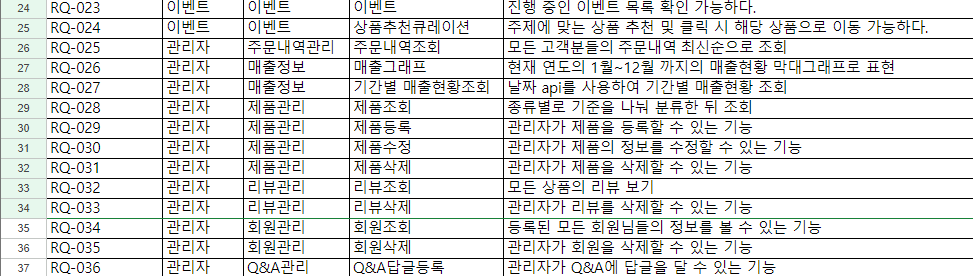 24 RQ-023 이벤트 이벤트 이벤트 진행 중인 이벤트 목록 확인 가능하다.
25 RQ-024 이벤트 이벤트 상품추천큐레이션 주제에 맞는 상품 추천 및 클릭 시 해당 상품으로 이동 가능하다.
26 RQ-025 관리자 주문내역관리 주문내역조회 모든 고객분들의 주문내역 최신순으로 조회
27 RQ-026 관리자 매출정보 매출그래프 현재 연도의 1월~12월 까지의 매출현황 막대그래프로 표현
28 RQ-027 관리자 매출정보 기간별 매출현황조회 날짜 api를 사용하여 기간별 매출현황 조회
29 RQ-028 관리자 제품관리 제품조회 종류별로 기준을 나눠 분류한 뒤 조회
30 RQ-029 관리자 제품관리 제품등록 관리자가 제품을 등록할 수 있는 기능
31 RQ-030 관리자 제품관리 제품수정 관리자가 제품의 정보를 수정할 수 있는 기능
32 RQ-031 관리자 제품관리 제품삭제 관리자가 제품을 삭제할 수 있는 기능
33 RQ-032 관리자 리뷰관리 리뷰조회 모든 상품의 리뷰 보기
34 RQ-033 관리자 리뷰관리 리뷰삭제 관리자가 리뷰를 삭제할 수 있는 기능
35 RQ-034 관리자 회원관리 회원조회 등록된 모든 회원님들의 정보를 볼 수 있는 기능
36 RQ-035 관리자 회원관리 회원삭제 관리자가 회원을 삭제할 수 있는 기능
37 RQ-036 관리자 Q&A관리 Q&A답글등록 관리자가 Q&A에 답글을 달 수 있는 기능